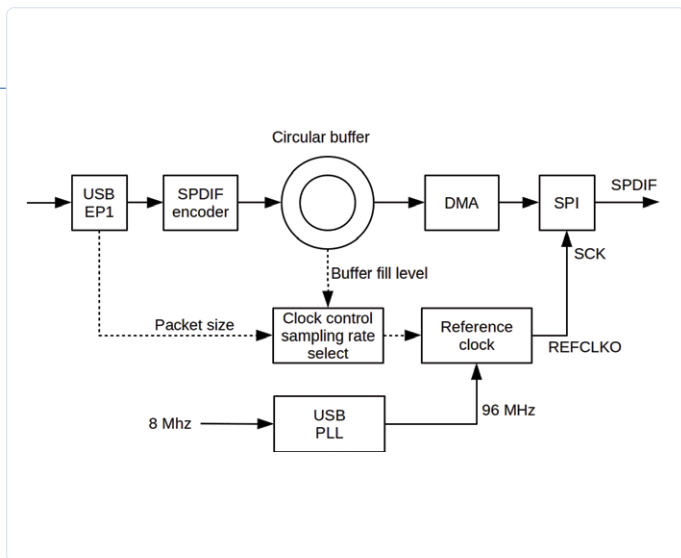 Circular buffer
USB
EP1
SPDIF
encoder
DMA
SPI
SPDIF
SCK
Buffer fill level
Packet size
Clock control
sampling rate
select
Reference
clock
REFCLKO
8 Mhz
USB
PLL
96 MHz